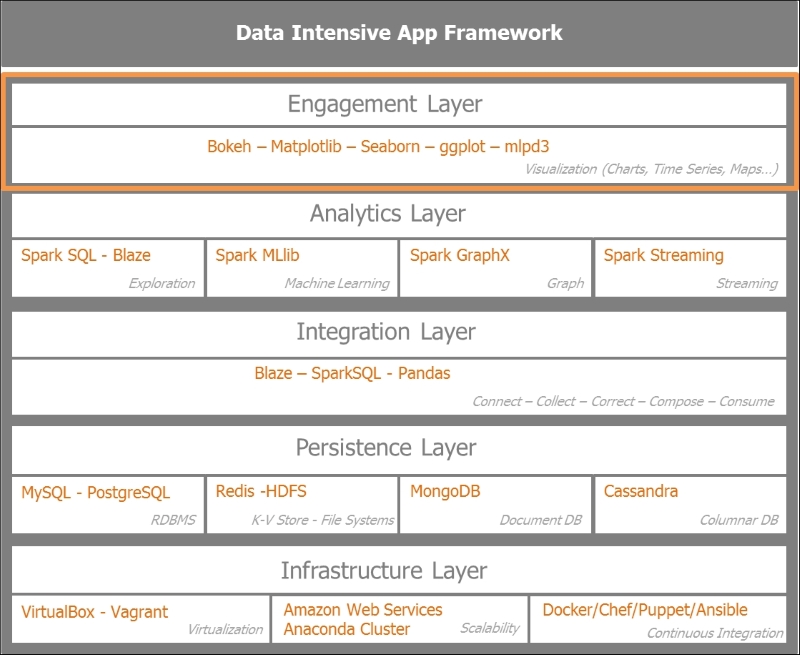 Data Intensive App Framework
Engagement Layer
Bokeh – Matplotlib – Seaborn – ggplot – mlpd3
Visualization (Charts, Time Series, Maps...)
Analytics Layer
Spark SQL - Blaze
Exploration
Spark MLlib
Machine Learning
Spark GraphX
Graph
Spark Streaming
Streaming
Integration Layer
Blaze – SparkSQL - Pandas
Connect – Collect – Correct – Compose – Consume
Persistence Layer
MySQL - PostgreSQL
RDBMS
Redis -HDFS
K-V Store - File Systems
MongoDB
Document DB
Cassandra
Columnar DB
Infrastructure Layer
VirtualBox - Vagrant
Virtualization
Amazon Web Services
Anaconda Cluster
Scalability
Docker/Chef/Puppet/Ansible
Continuous Integration